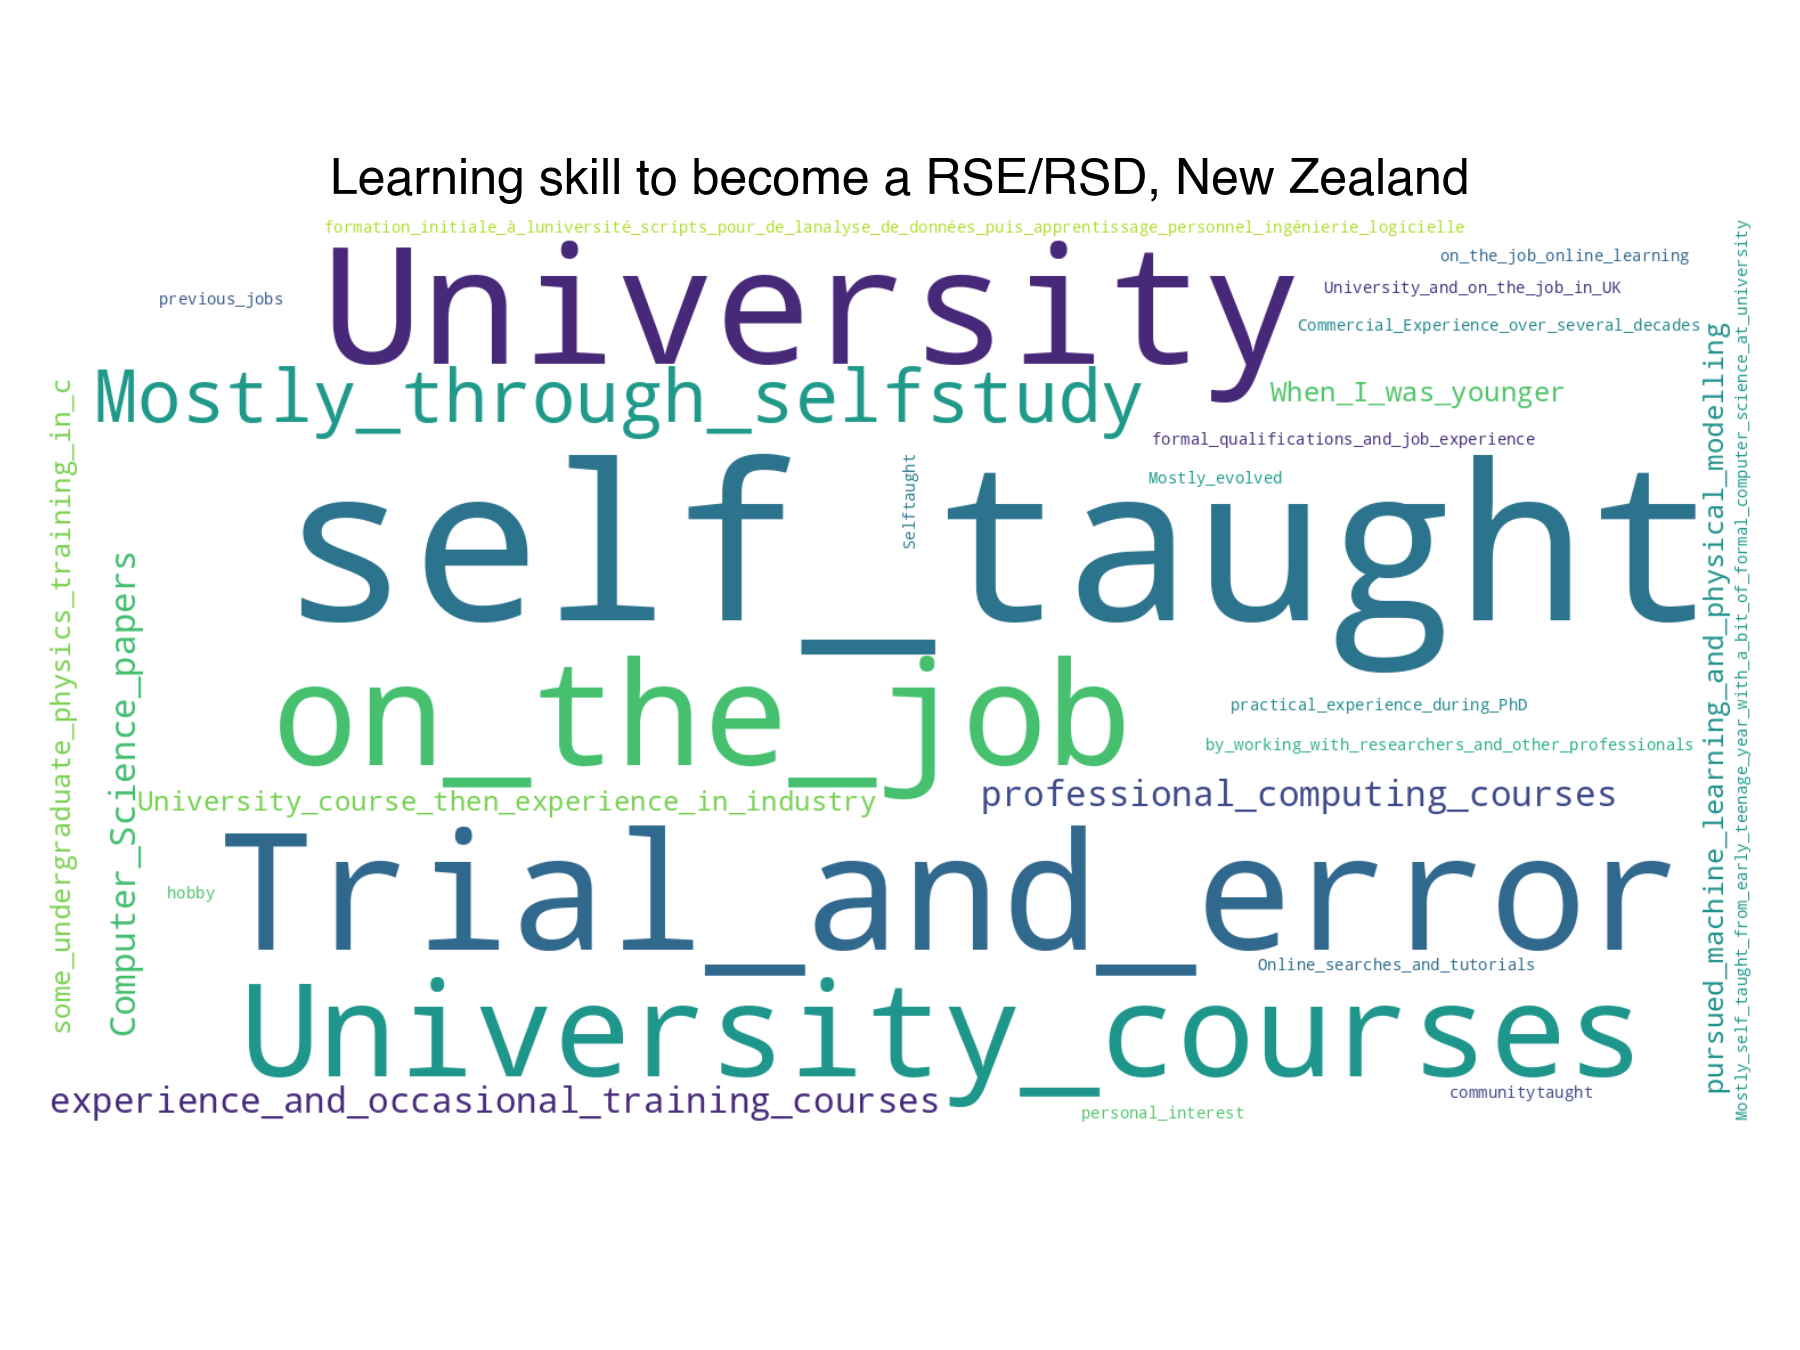 Learning skill to become a RSE/RSD, New Zealand
formation_initiale_à_luniversité_scripts_pour_de_lanalyse_de_données_puis_apprentissage_personnel_ingénierie_logicielle
University
on_the_job_online_learning
previous_jobs
University_and_on_the_job_in_UK
Commercial_Experience_over_several_decades
Mostly_through_selfstudy
When_I_was_younger
formal_qualifications_and_job_experience
Mostly_evolved
self_taught
Selftaught
on_the_job
practical_experience_during_PhD
by_working_with_researchers_and_other_professionals
professional_computing_courses
University_course_then_experience_in_industry
Trial_and_error
hobby
Online_searches_and_tutorials
University_courses
experience_and_occasional_training_courses
communitytaught
personal_interest
some_undergraduate_physics_training_in_c
Computer_Science_papers
pursued_machine_learning_and_physical_modelling
Mostly_self_taught_from_early_teenage_year_with_a_bit_of_formal_computer_science_at_university